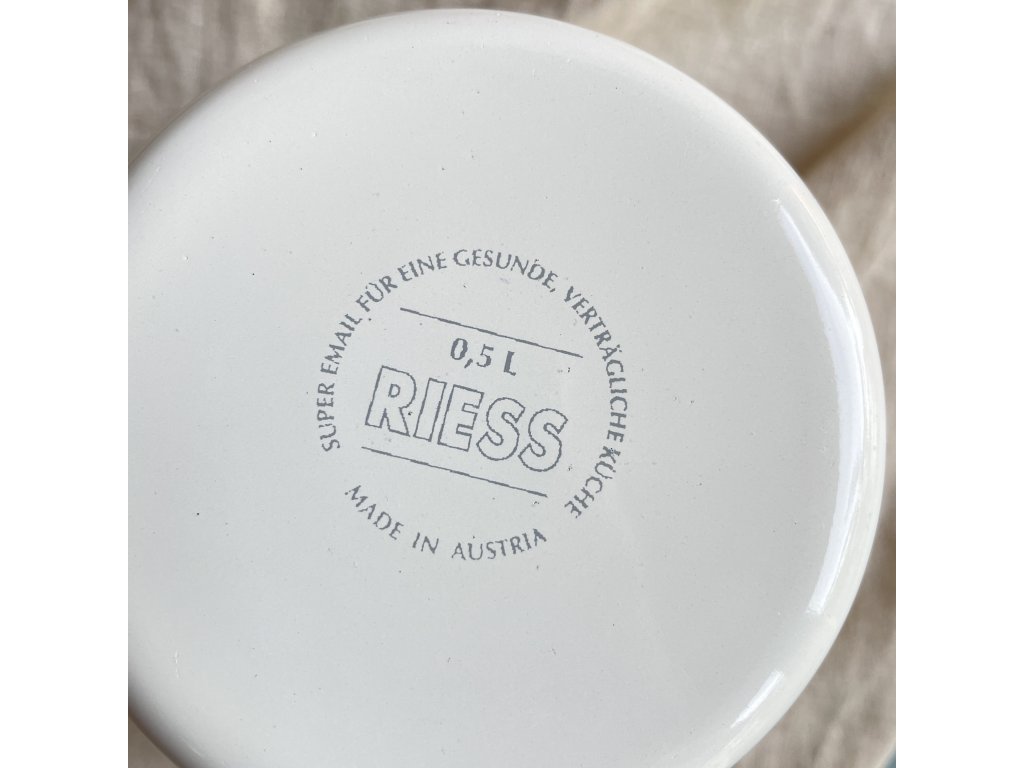 SUPER EMAIL FÜR EINE GESUNDE, VERTRÄGLICHE KÜCHE
0,5 L
RIESS
MADE IN AUSTRIA